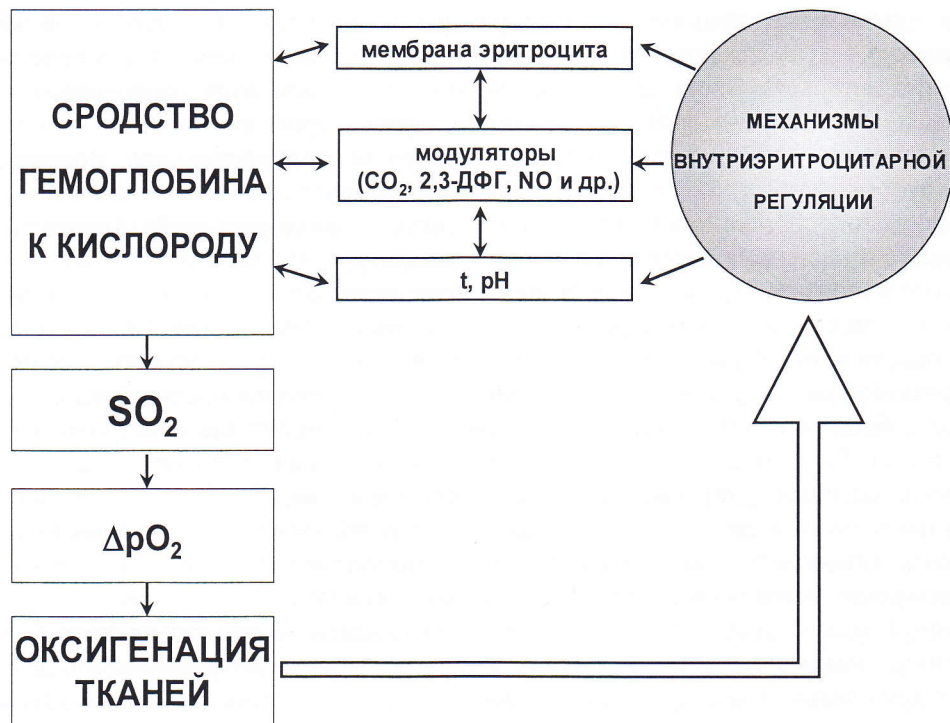 СРОДСТВО
ГЕМОГЛОБИНА
К КИСЛОРОДУ
мембрана эритроцита
модуляторы
(CO₂, 2,3-ДФГ, NO и др.)
t, pH
МЕХАНИЗМЫ
ВНУТРИЭРИТРОЦИТАРНОЙ
РЕГУЛЯЦИИ
SO₂
ΔpO₂
ОКСИГЕНАЦИЯ
ТКАНЕЙ